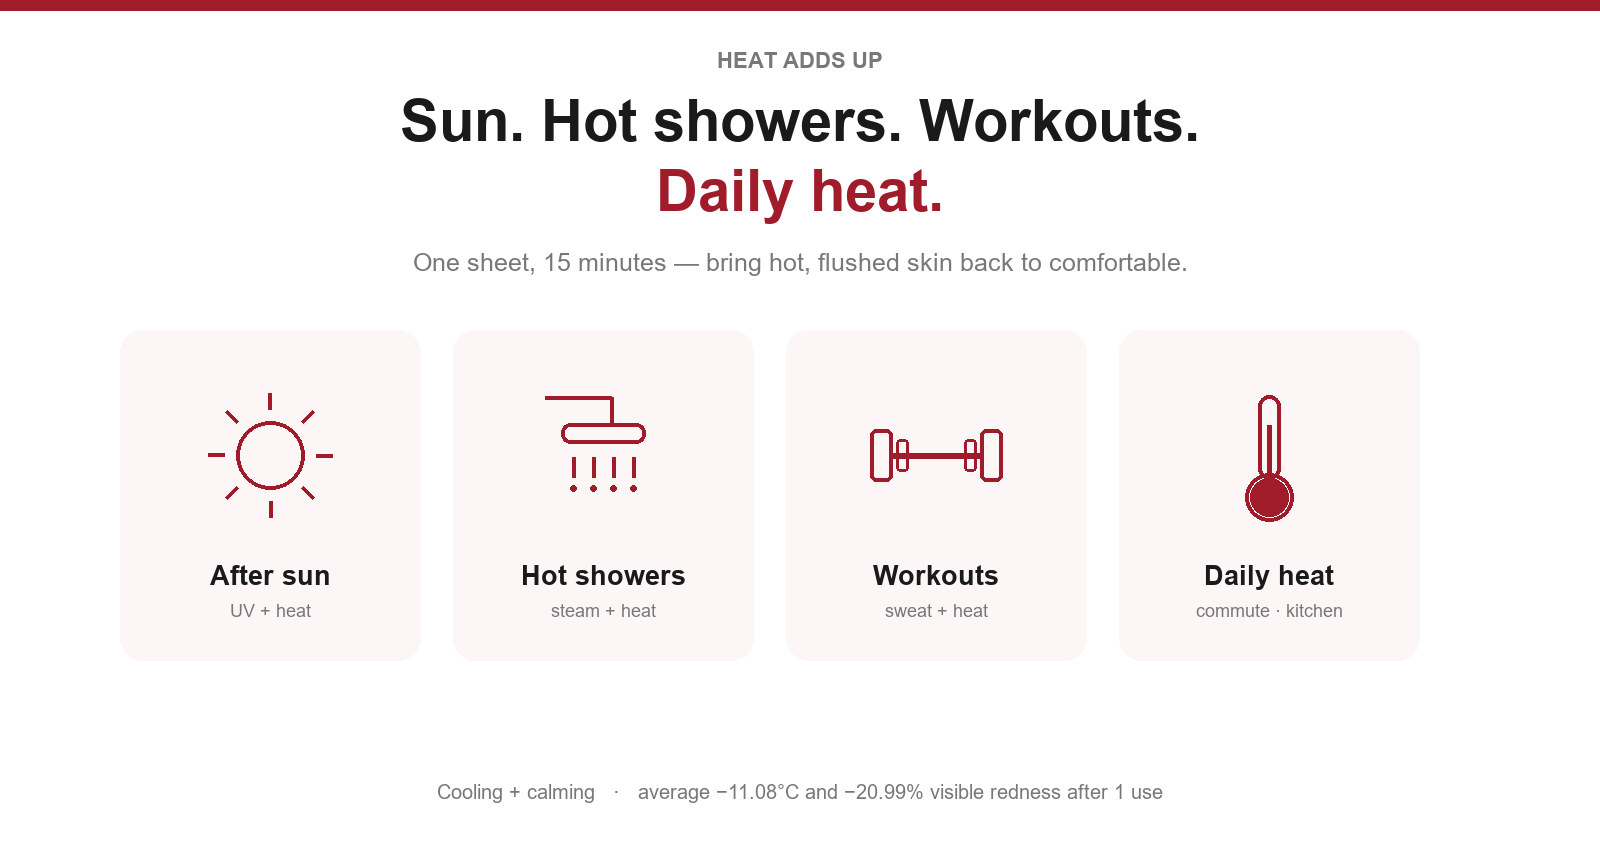 HEAT ADDS UP
Sun. Hot showers. Workouts.
Daily heat.
One sheet, 15 minutes — bring hot, flushed skin back to comfortable.
After sun
UV + heat
Hot showers
steam + heat
Workouts
sweat + heat
Daily heat
commute · kitchen
Cooling + calming · average −11.08°C and −20.99% visible redness after 1 use